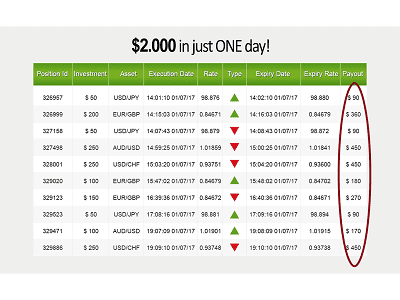 $2.000 in just ONE day!
Position Id Investment Asset Execution Date Rate Type Expiry Date Expiry Rate Payout
326957 $ 50 USD/JPY 14:01:10 01/07/17 98.876 14:02:10 01/07/17 98.880 $ 90
326999 $ 200 EUR/GBP 14:15:03 01/07/17 0.84671 14:16:03 01/07/17 0.84679 $ 360
327158 $ 50 USD/JPY 14:07:43 01/07/17 98.879 14:08:43 01/07/17 98.872 $ 90
327498 $ 250 AUD/USD 14:59:25 01/07/17 1.01859 15:00:25 01/07/17 1.01841 $ 450
328001 $ 250 USD/CHF 15:03:20 01/07/17 0.93751 15:04:20 01/07/17 0.93600 $ 450
329020 $ 100 EUR/GBP 15:47:02 01/07/17 0.84679 15:48:02 01/07/17 0.84702 $ 180
329123 $ 150 EUR/GBP 16:39:36 01/07/17 0.84672 16:40:36 01/07/17 0.84671 $ 270
329523 $ 50 USD/JPY 17:08:16 01/07/17 98.881 17:09:16 01/07/17 98.894 $ 90
329471 $ 100 AUD/USD 19:07:09 01/07/17 1.01901 19:08:09 01/07/17 1.01915 $ 170
329886 $ 250 USD/CHF 19:09:10 01/07/17 0.93748 19:10:10 01/07/17 0.93738 $ 450